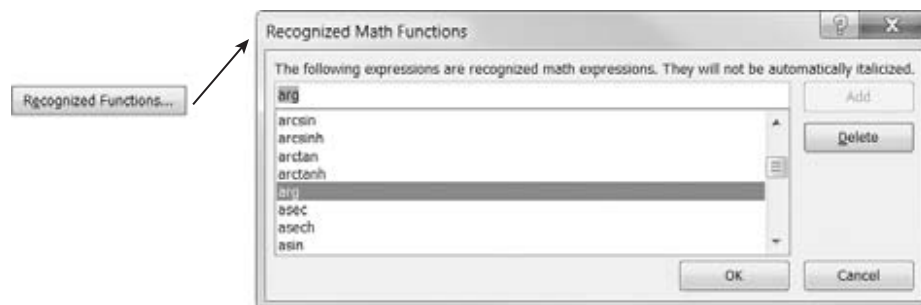 Recognized Math Functions
The following expressions are recognized math expressions. They will not be automatically italicized.
Recognized Functions...
arg
Add
arcsin
arcsinh
arctan
arctanh
arg
asec
asech
asin
Delete
OK
Cancel